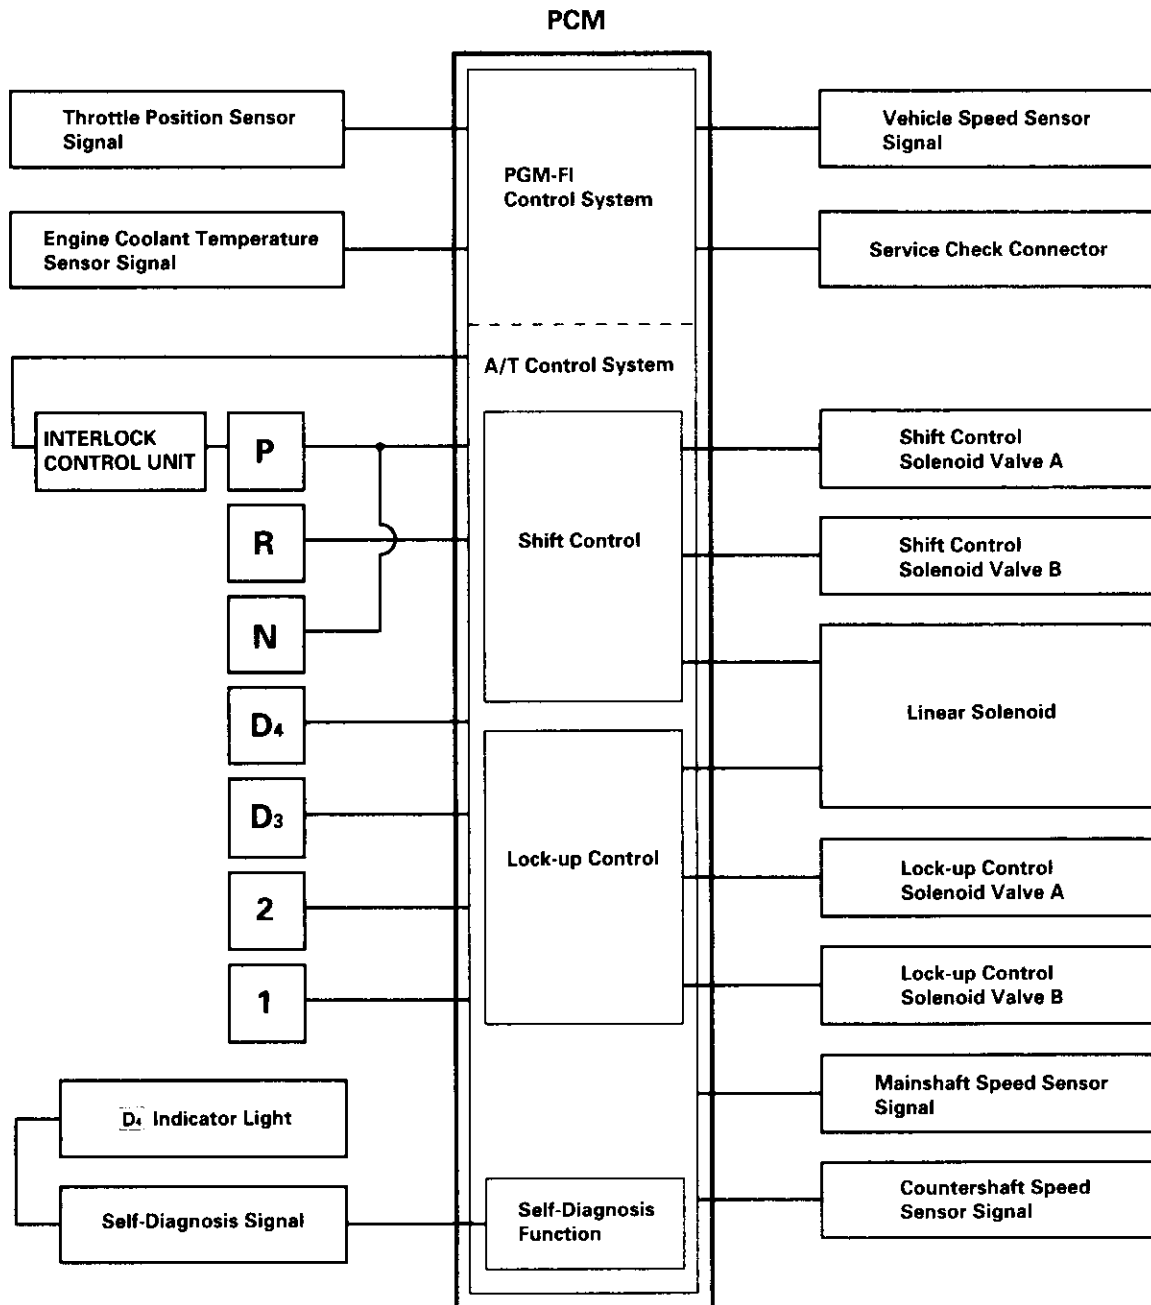 PCM
Throttle Position Sensor
Signal
Engine Coolant Temperature
Sensor Signal
PGM-FI
Control System
Vehicle Speed Sensor
Signal
Service Check Connector
A/T Control System
INTERLOCK
CONTROL UNIT
P
R
N
D4
D3
2
1
Shift Control
Lock-up Control
Shift Control
Solenoid Valve A
Shift Control
Solenoid Valve B
Linear Solenoid
Lock-up Control
Solenoid Valve A
Lock-up Control
Solenoid Valve B
Mainshaft Speed Sensor
Signal
Countershaft Speed
Sensor Signal
D4 Indicator Light
Self-Diagnosis Signal
Self-Diagnosis
Function